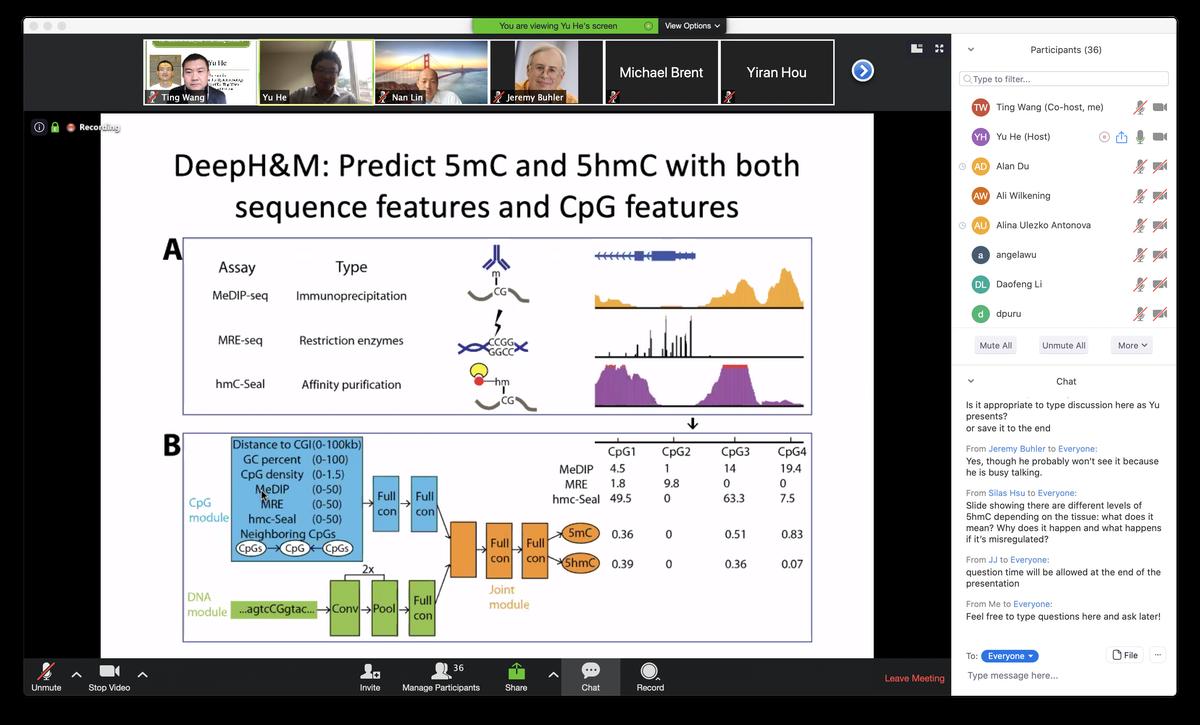 You are viewing Yu He's screen
View Options
Yu He
Ting Wang
Yu He
Nan Lin
Jeremy Buhler
Michael Brent
Yiran Hou
Recording
DeepH&M: Predict 5mC and 5hmC with both
sequence features and CpG features
A
Assay
Type
MeDIP-seq
Immunoprecipitation
m
CG
MRE-seq
Restriction enzymes
CCGG
GGCC
hmC-Seal
Affinity purification
hm
CG
B
CpG
module
Distance to CGI(0-100kb)
GC percent (0-100)
CpG density (0-1.5)
MeDIP (0-50)
MRE (0-50)
hmc-Seal (0-50)
Neighboring CpGs
CpGs CpG CpGs
Full
con
Full
con
DNA
module
...agtcCGgtac...
2x
Conv
Pool
Full
con
Full
con
Full
con
Joint
module
5mC
5hmC
CpG1 CpG2 CpG3 CpG4
MeDIP 4.5 1 14 19.4
MRE 1.8 9.8 0 0
hmc-Seal 49.5 0 63.3 7.5
0.36 0 0.51 0.83
0.39 0 0.36 0.07
Unmute
Stop Video
Invite
36
Manage Participants
Share
Chat
Record
Leave Meeting
Participants (36)
Type to filter...
TW Ting Wang (Co-host, me)
YH Yu He (Host)
AD Alan Du
AW Ali Wilkening
AU Alina Ulezko Antonova
a angelawu
DL Daofeng Li
d dpuru
Mute All
Unmute All
More
Chat
Is it appropriate to type discussion here as Yu
presents?
or save it to the end
From Jeremy Buhler to Everyone:
Yes, though he probably won't see it because
he is busy talking.
From Silas Hsu to Everyone:
Slide showing there are different levels of
5hmC depending on the tissue: what does it
mean? Why does it happen and what happens
if it's misregulated?
From JJ to Everyone:
question time will be allowed at the end of the
presentation
From Me to Everyone:
Feel free to type questions here and ask later!
To: Everyone
File
...
Type message here...